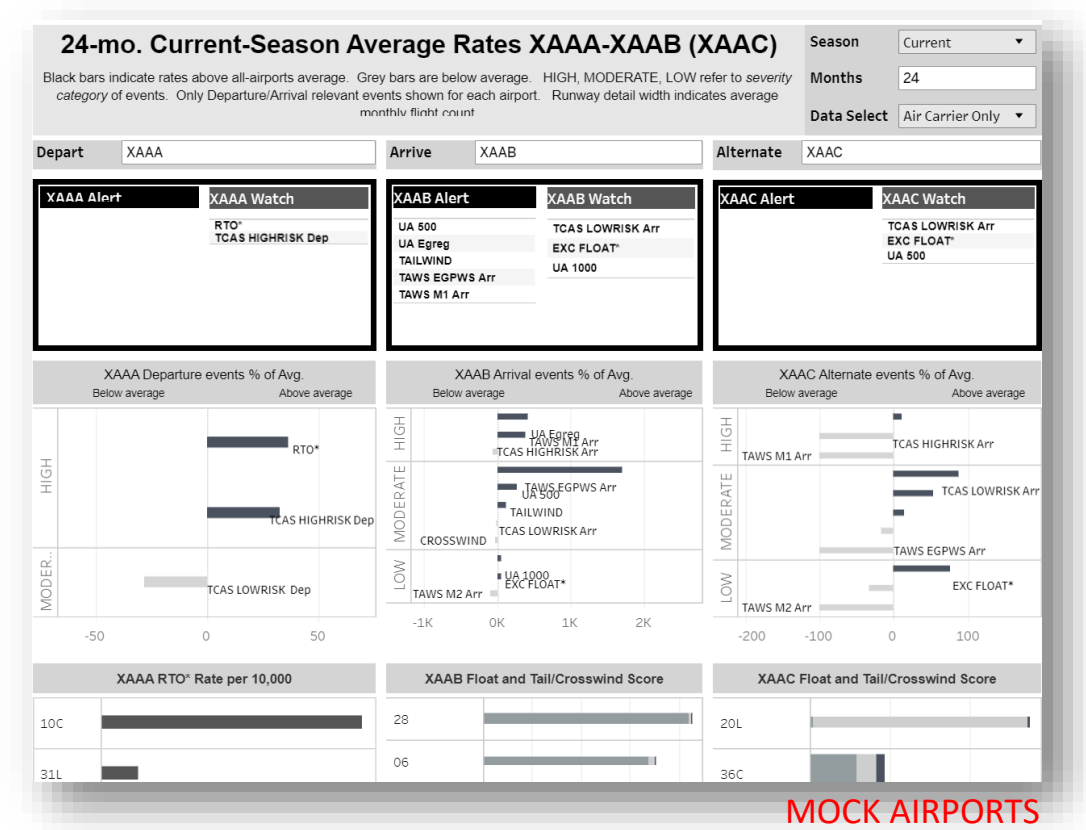 24-mo. Current-Season Average Rates XAAA-XAAB (XAAC)
Black bars indicate rates above all-airports average. Grey bars are below average. HIGH, MODERATE, LOW refer to severity
category of events. Only Departure/Arrival relevant events shown for each airport. Runway detail width indicates average
monthly flight count
Season Current
Months 24
Data Select Air Carrier Only
Depart XAAA
Arrive XAAB
Alternate XAAC
XAAA Alert
XAAA Watch
RTO*
TCAS HIGHRISK Dep
XAAB Alert
UA 500
UA Egreg
TAILWIND
TAWS EGPWS Arr
TAWS M1 Arr
XAAB Watch
TCAS LOWRISK Arr
EXC FLOAT*
UA 1000
XAAC Alert
XAAC Watch
TCAS LOWRISK Arr
EXC FLOAT*
UA 500
XAAA Departure events % of Avg.
Below average Above average
HIGH
RTO*
TCAS HIGHRISK Dep
MODER..
TCAS LOWRISK Dep
-50 0 50
XAAB Arrival events % of Avg.
Below average Above average
HIGH
UA Egreg
TAWS M1 Arr
TCAS HIGHRISK Arr
MODERATE
TAWS EGPWS Arr
UA 500
TAILWIND
TCAS LOWRISK Arr
CROSSWIND
LOW
UA 1000
EXC FLOAT*
TAWS M2 Arr
-1K 0K 1K 2K
XAAC Alternate events % of Avg.
Below average Above average
HIGH
TCAS HIGHRISK Arr
TAWS M1 Arr
MODERATE
TCAS LOWRISK Arr
TAWS EGPWS Arr
LOW
EXC FLOAT*
TAWS M2 Arr
-200 -100 0 100
XAAA RTO* Rate per 10,000
10C
31L
XAAB Float and Tail/Crosswind Score
28
06
XAAC Float and Tail/Crosswind Score
20L
36C
MOCK AIRPORTS